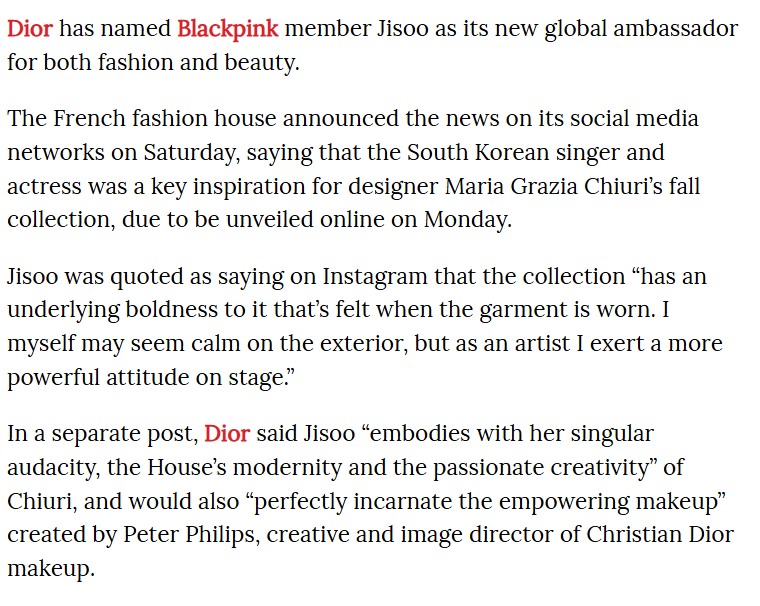 Dior has named Blackpink member Jisoo as its new global ambassador
for both fashion and beauty.
The French fashion house announced the news on its social media
networks on Saturday, saying that the South Korean singer and
actress was a key inspiration for designer Maria Grazia Chiuri’s fall
collection, due to be unveiled online on Monday.
Jisoo was quoted as saying on Instagram that the collection “has an
underlying boldness to it that’s felt when the garment is worn. I
myself may seem calm on the exterior, but as an artist I exert a more
powerful attitude on stage.”
In a separate post, Dior said Jisoo “embodies with her singular
audacity, the House’s modernity and the passionate creativity” of
Chiuri, and would also “perfectly incarnate the empowering makeup”
created by Peter Philips, creative and image director of Christian Dior
makeup.